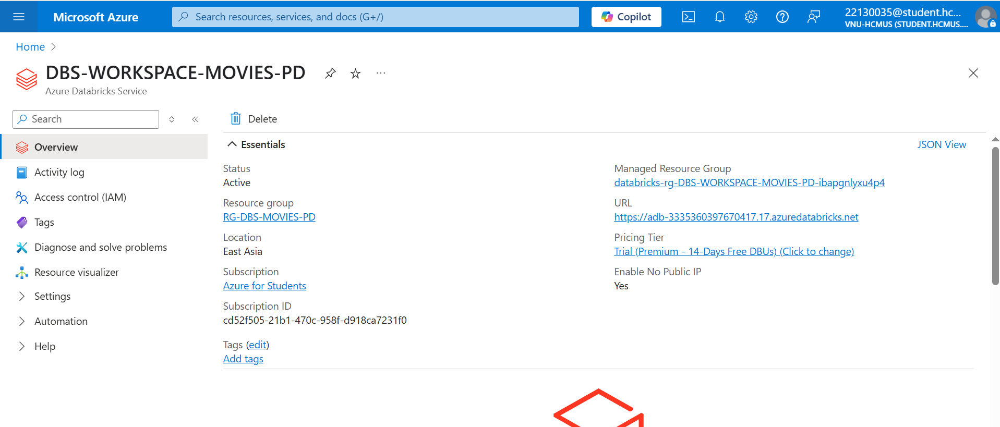 Microsoft Azure
Search resources, services, and docs (G+/)
Copilot
22130035@student.hc...
VNU-HCMUS (STUDENT.HCMUS....
Home
DBS-WORKSPACE-MOVIES-PD
Azure Databricks Service
Search
Delete
Overview
Activity log
Access control (IAM)
Tags
Diagnose and solve problems
Resource visualizer
Settings
Automation
Help
Essentials
JSON View
Status
Active
Resource group
RG-DBS-MOVIES-PD
Location
East Asia
Subscription
Azure for Students
Subscription ID
cd52f505-21b1-470c-958f-d918ca7231f0
Tags (edit)
Add tags
Managed Resource Group
databricks-rg-DBS-WORKSPACE-MOVIES-PD-ibapgnlyxu4p4
URL
https://adb-3335360397670417.17.azuredatabricks.net
Pricing Tier
Trial (Premium - 14-Days Free DBUs) (Click to change)
Enable No Public IP
Yes